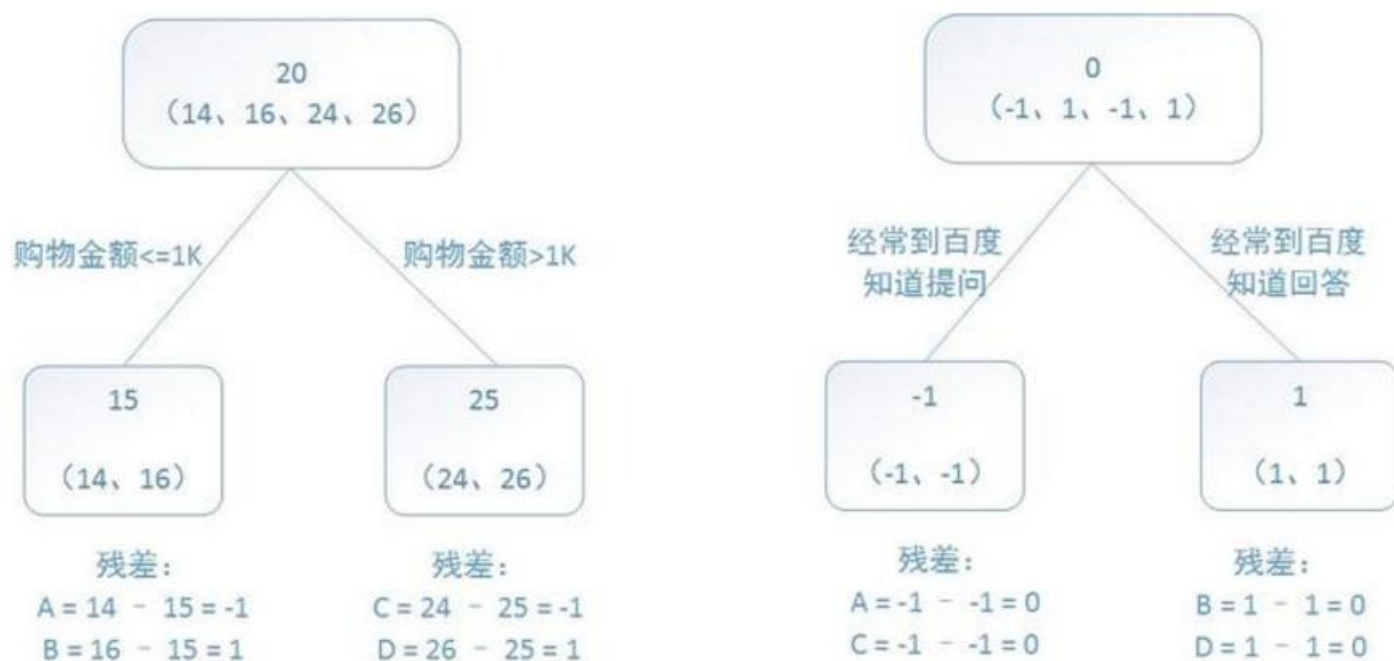 20
（14、16、24、26）
购物金额<=1K
购物金额>1K
15
（14、16）
25
（24、26）
残差：
A = 14 - 15 = -1
B = 16 - 15 = 1
残差：
C = 24 - 25 = -1
D = 26 - 25 = 1
0
（-1、1、-1、1）
经常到百度
知道提问
经常到百度
知道回答
-1
（-1、-1）
1
（1、1）
残差：
A = -1 - -1 = 0
C = -1 - -1 = 0
残差：
B = 1 - 1 = 0
D = 1 - 1 = 0